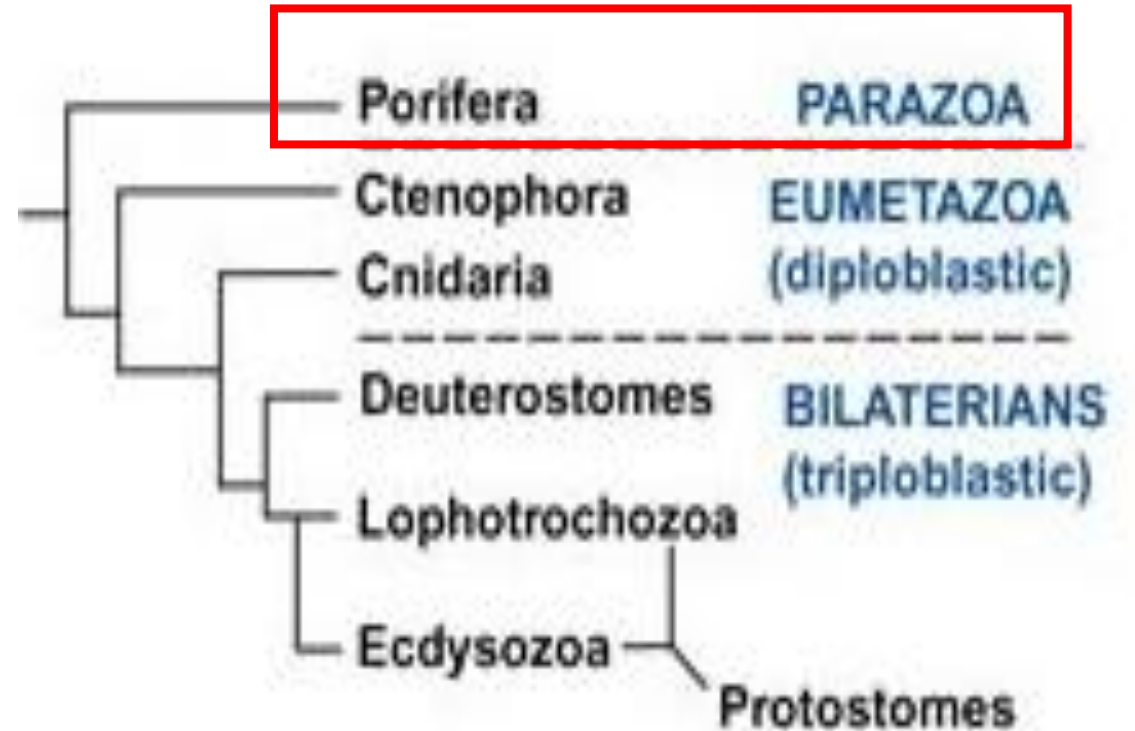 Porifera PARAZOA
Ctenophora EUMETAZOA
Cnidaria (diploblastic)
Deuterostomes BILATERIANS
(triploblastic)
Lophotrochozoa
Ecdysozoa
Protostomes